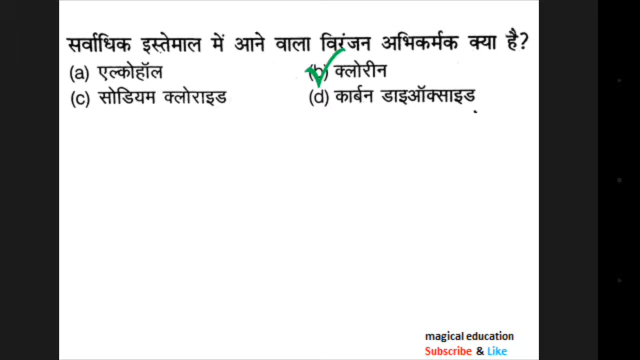 सर्वाधिक इस्तेमाल में आने वाला विरंजन अभिकर्मक क्या है?
(a) एल्कोहॉल (b) क्लोरीन
(c) सोडियम क्लोराइड (d) कार्बन डाइऑक्साइड
magical education
Subscribe & Like